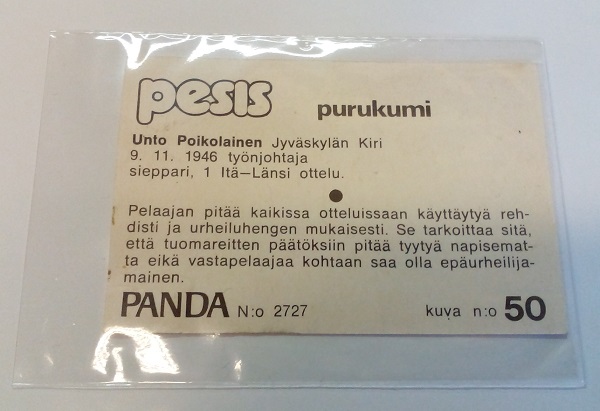 pesis purukumi
Unto Poikolainen Jyväskylän Kiri
9. 11. 1946 työnjohtaja
sieppari, 1 Itä—Länsi ottelu.
Pelaajan pitää kaikissa otteluissaan käyttäytyä reh-
disti ja urheiluhengen mukaisesti. Se tarkoittaa sitä,
että tuomareitten päätöksiin pitää tyytyä napisemat-
ta eikä vastapelaajaa kohtaan saa olla epäurheilija-
mainen.
PANDA N:o 2727 kuva n:o 50